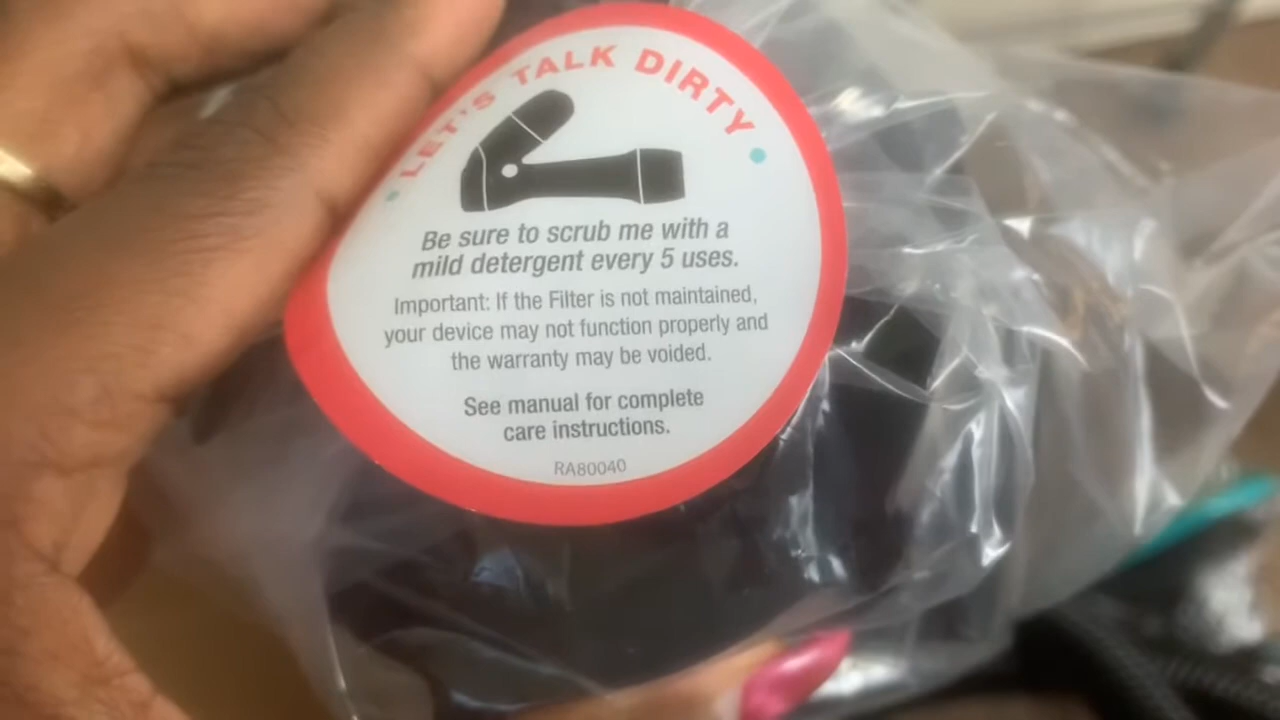 LET'S TALK DIRTY
Be sure to scrub me with a
mild detergent every 5 uses.
Important: If the Filter is not maintained,
your device may not function properly and
the warranty may be voided.
See manual for complete
care instructions.
RA80040